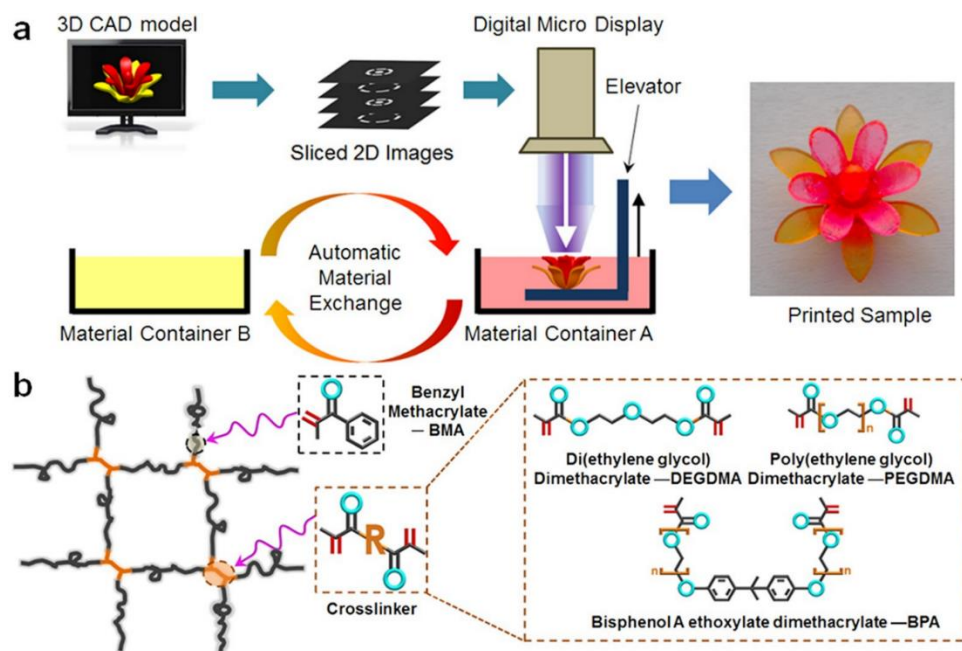 a
3D CAD model
Digital Micro Display
Elevator
Sliced 2D Images
Automatic
Material
Exchange
Material Container B
Material Container A
Printed Sample
b
Benzyl
Methacrylate
— BMA
R
Crosslinker
n
Di(ethylene glycol)
Dimethacrylate —DEGDMA
Poly(ethylene glycol)
Dimethacrylate —PEGDMA
n
n
Bisphenol A ethoxylate dimethacrylate —BPA